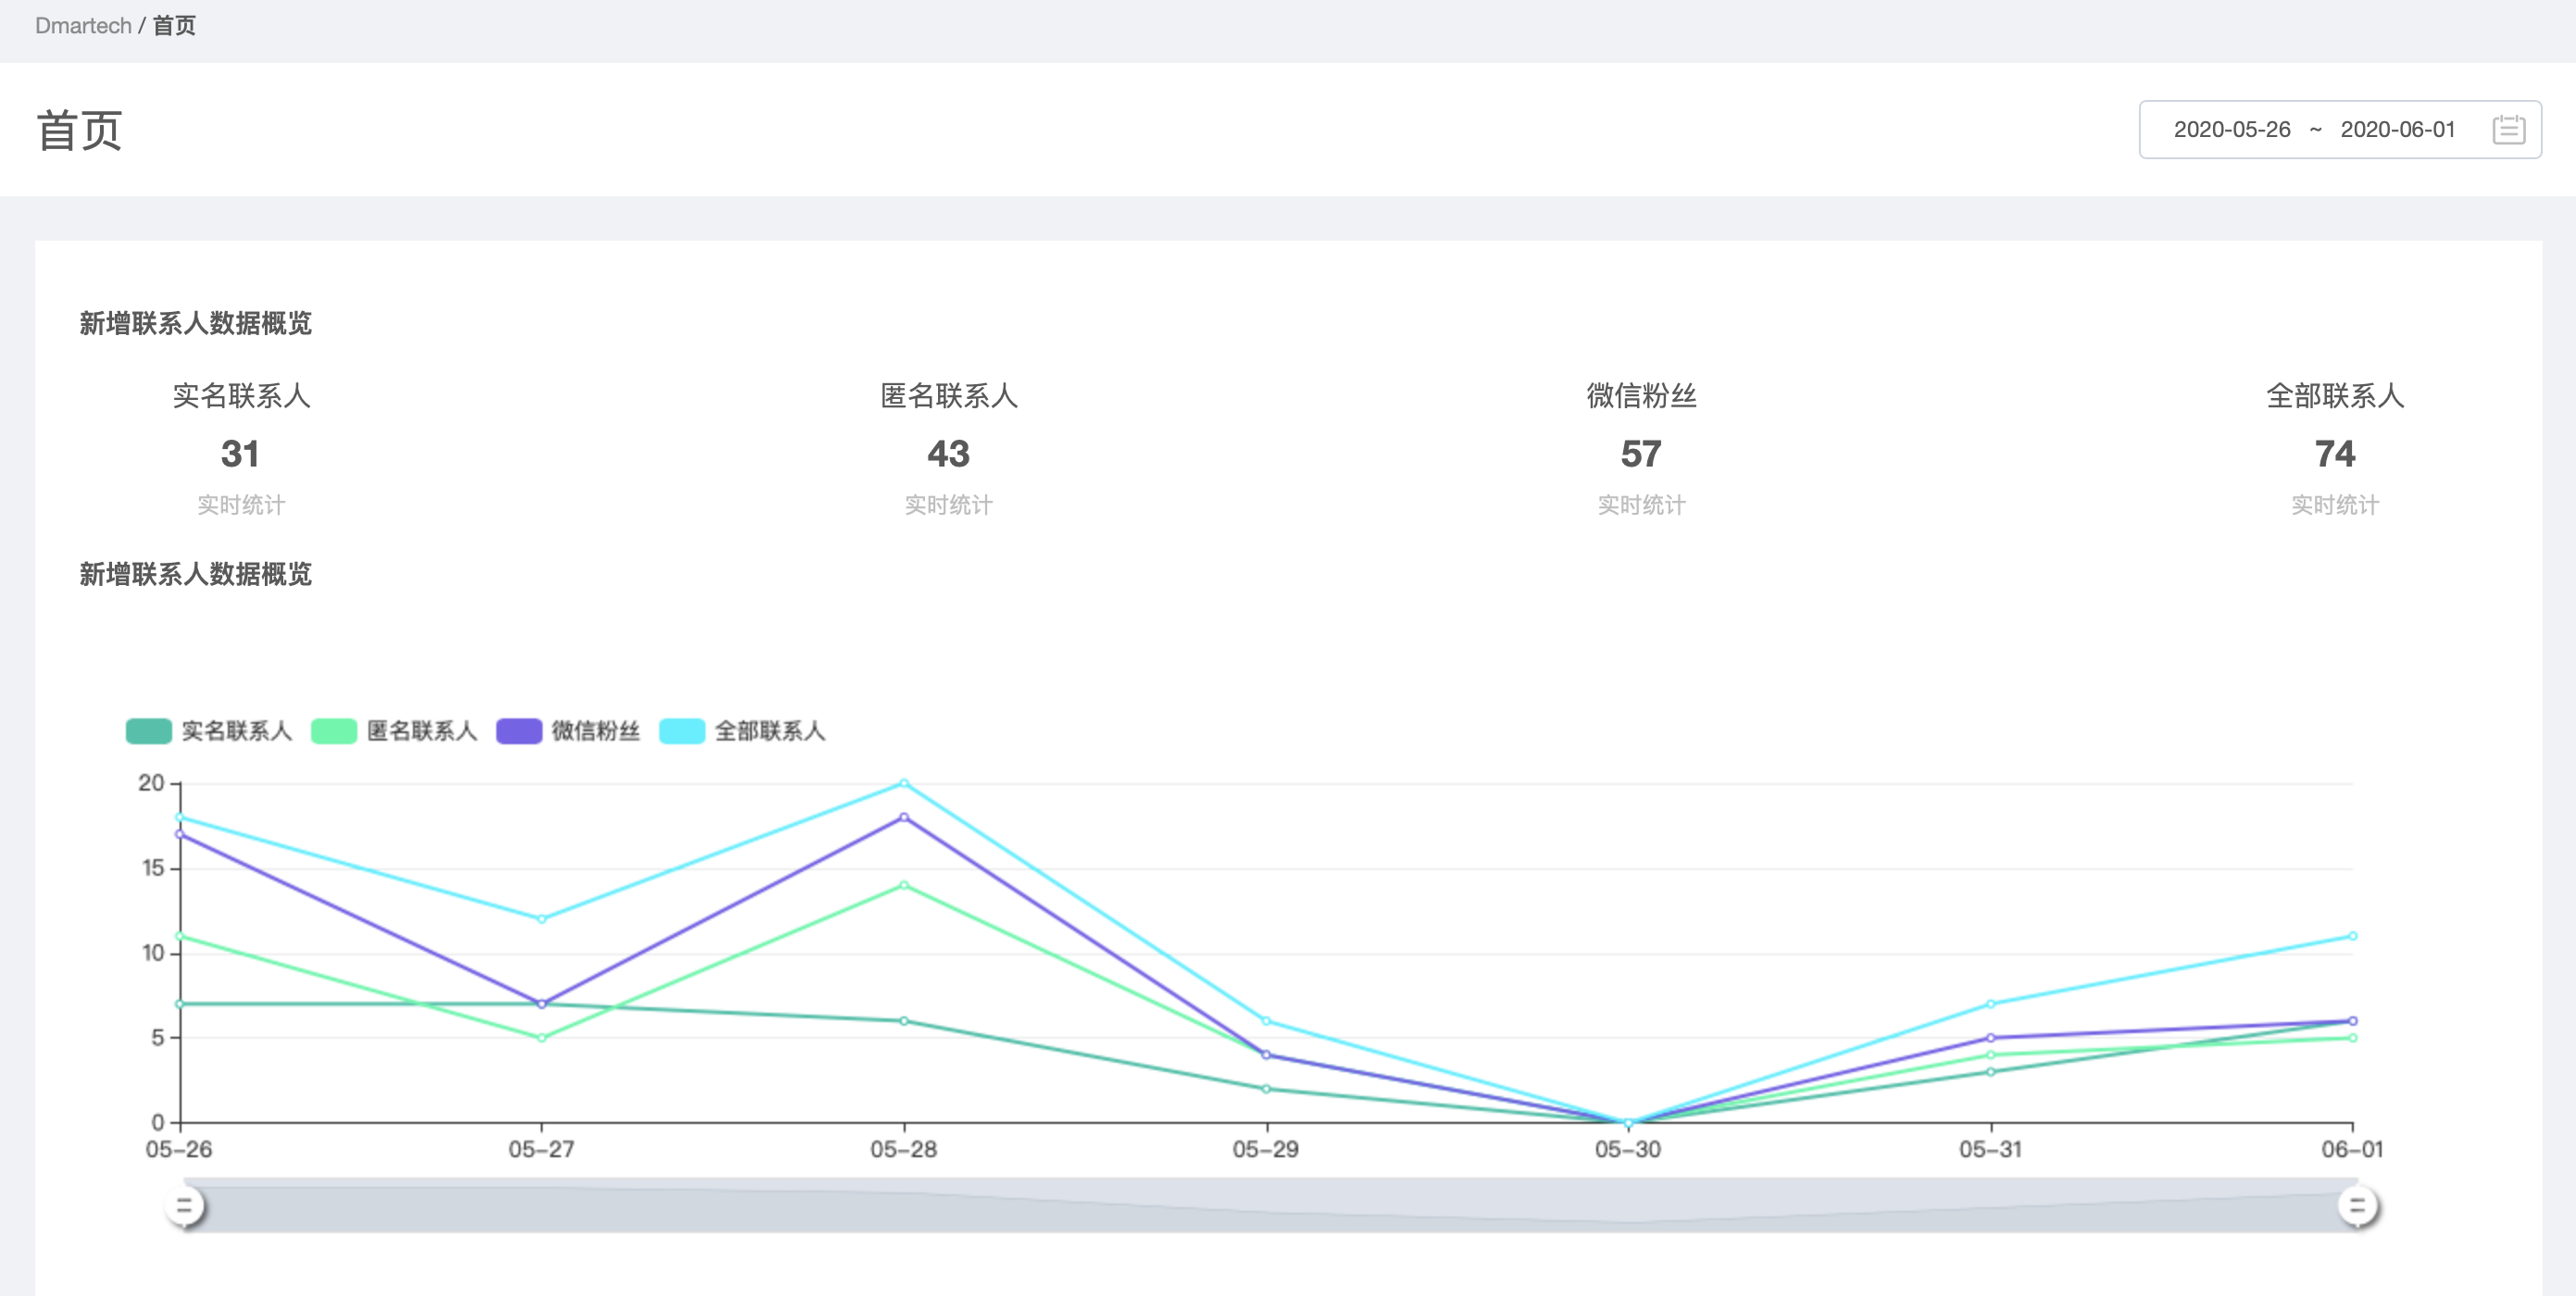 Dmartech / 首页
首页
2020-05-26 ~ 2020-06-01
新增联系人数据概览
实名联系人 匿名联系人 微信粉丝 全部联系人
31 43 57 74
实时统计 实时统计 实时统计 实时统计
新增联系人数据概览
实名联系人 匿名联系人 微信粉丝 全部联系人
20
15
10
5
0
05-26 05-27 05-28 05-29 05-30 05-31 06-01